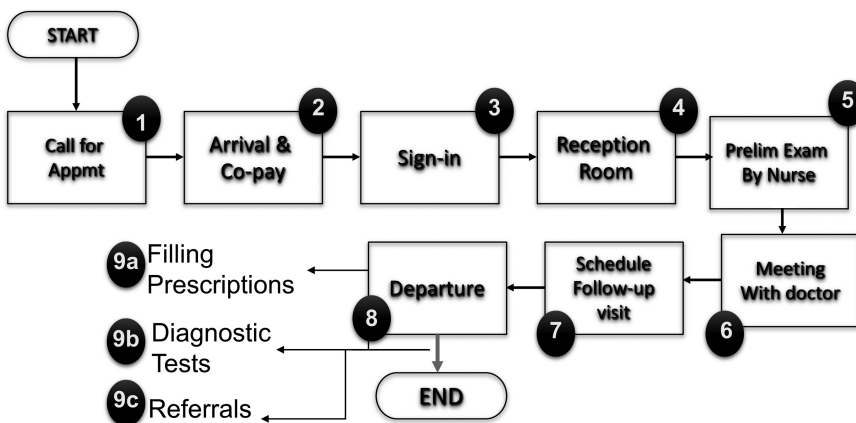 START
1
Call for
Appmt
2
Arrival &
Co-pay
3
Sign-in
4
Reception
Room
5
Prelim Exam
By Nurse
Meeting
With doctor
6
Schedule
Follow-up
visit
7
Departure
8
9a Filling
Prescriptions
9b Diagnostic
Tests
9c Referrals
END